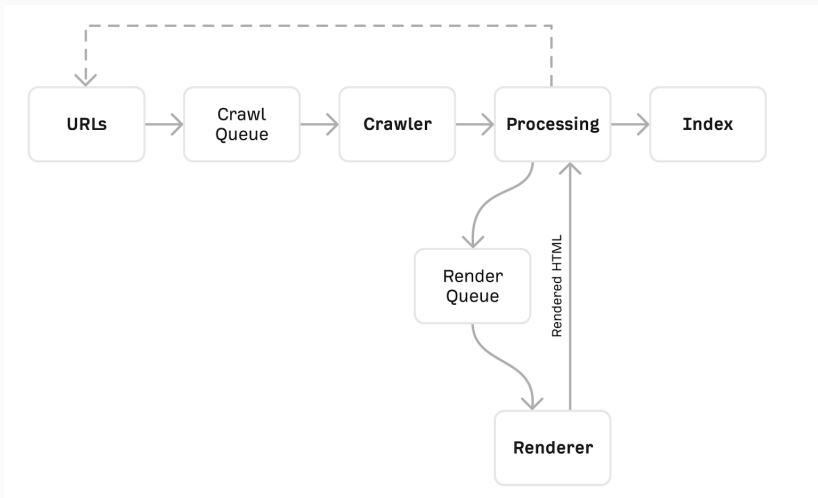 URLs
Crawl
Queue
Crawler
Processing
Index
Render
Queue
Rendered HTML
Renderer